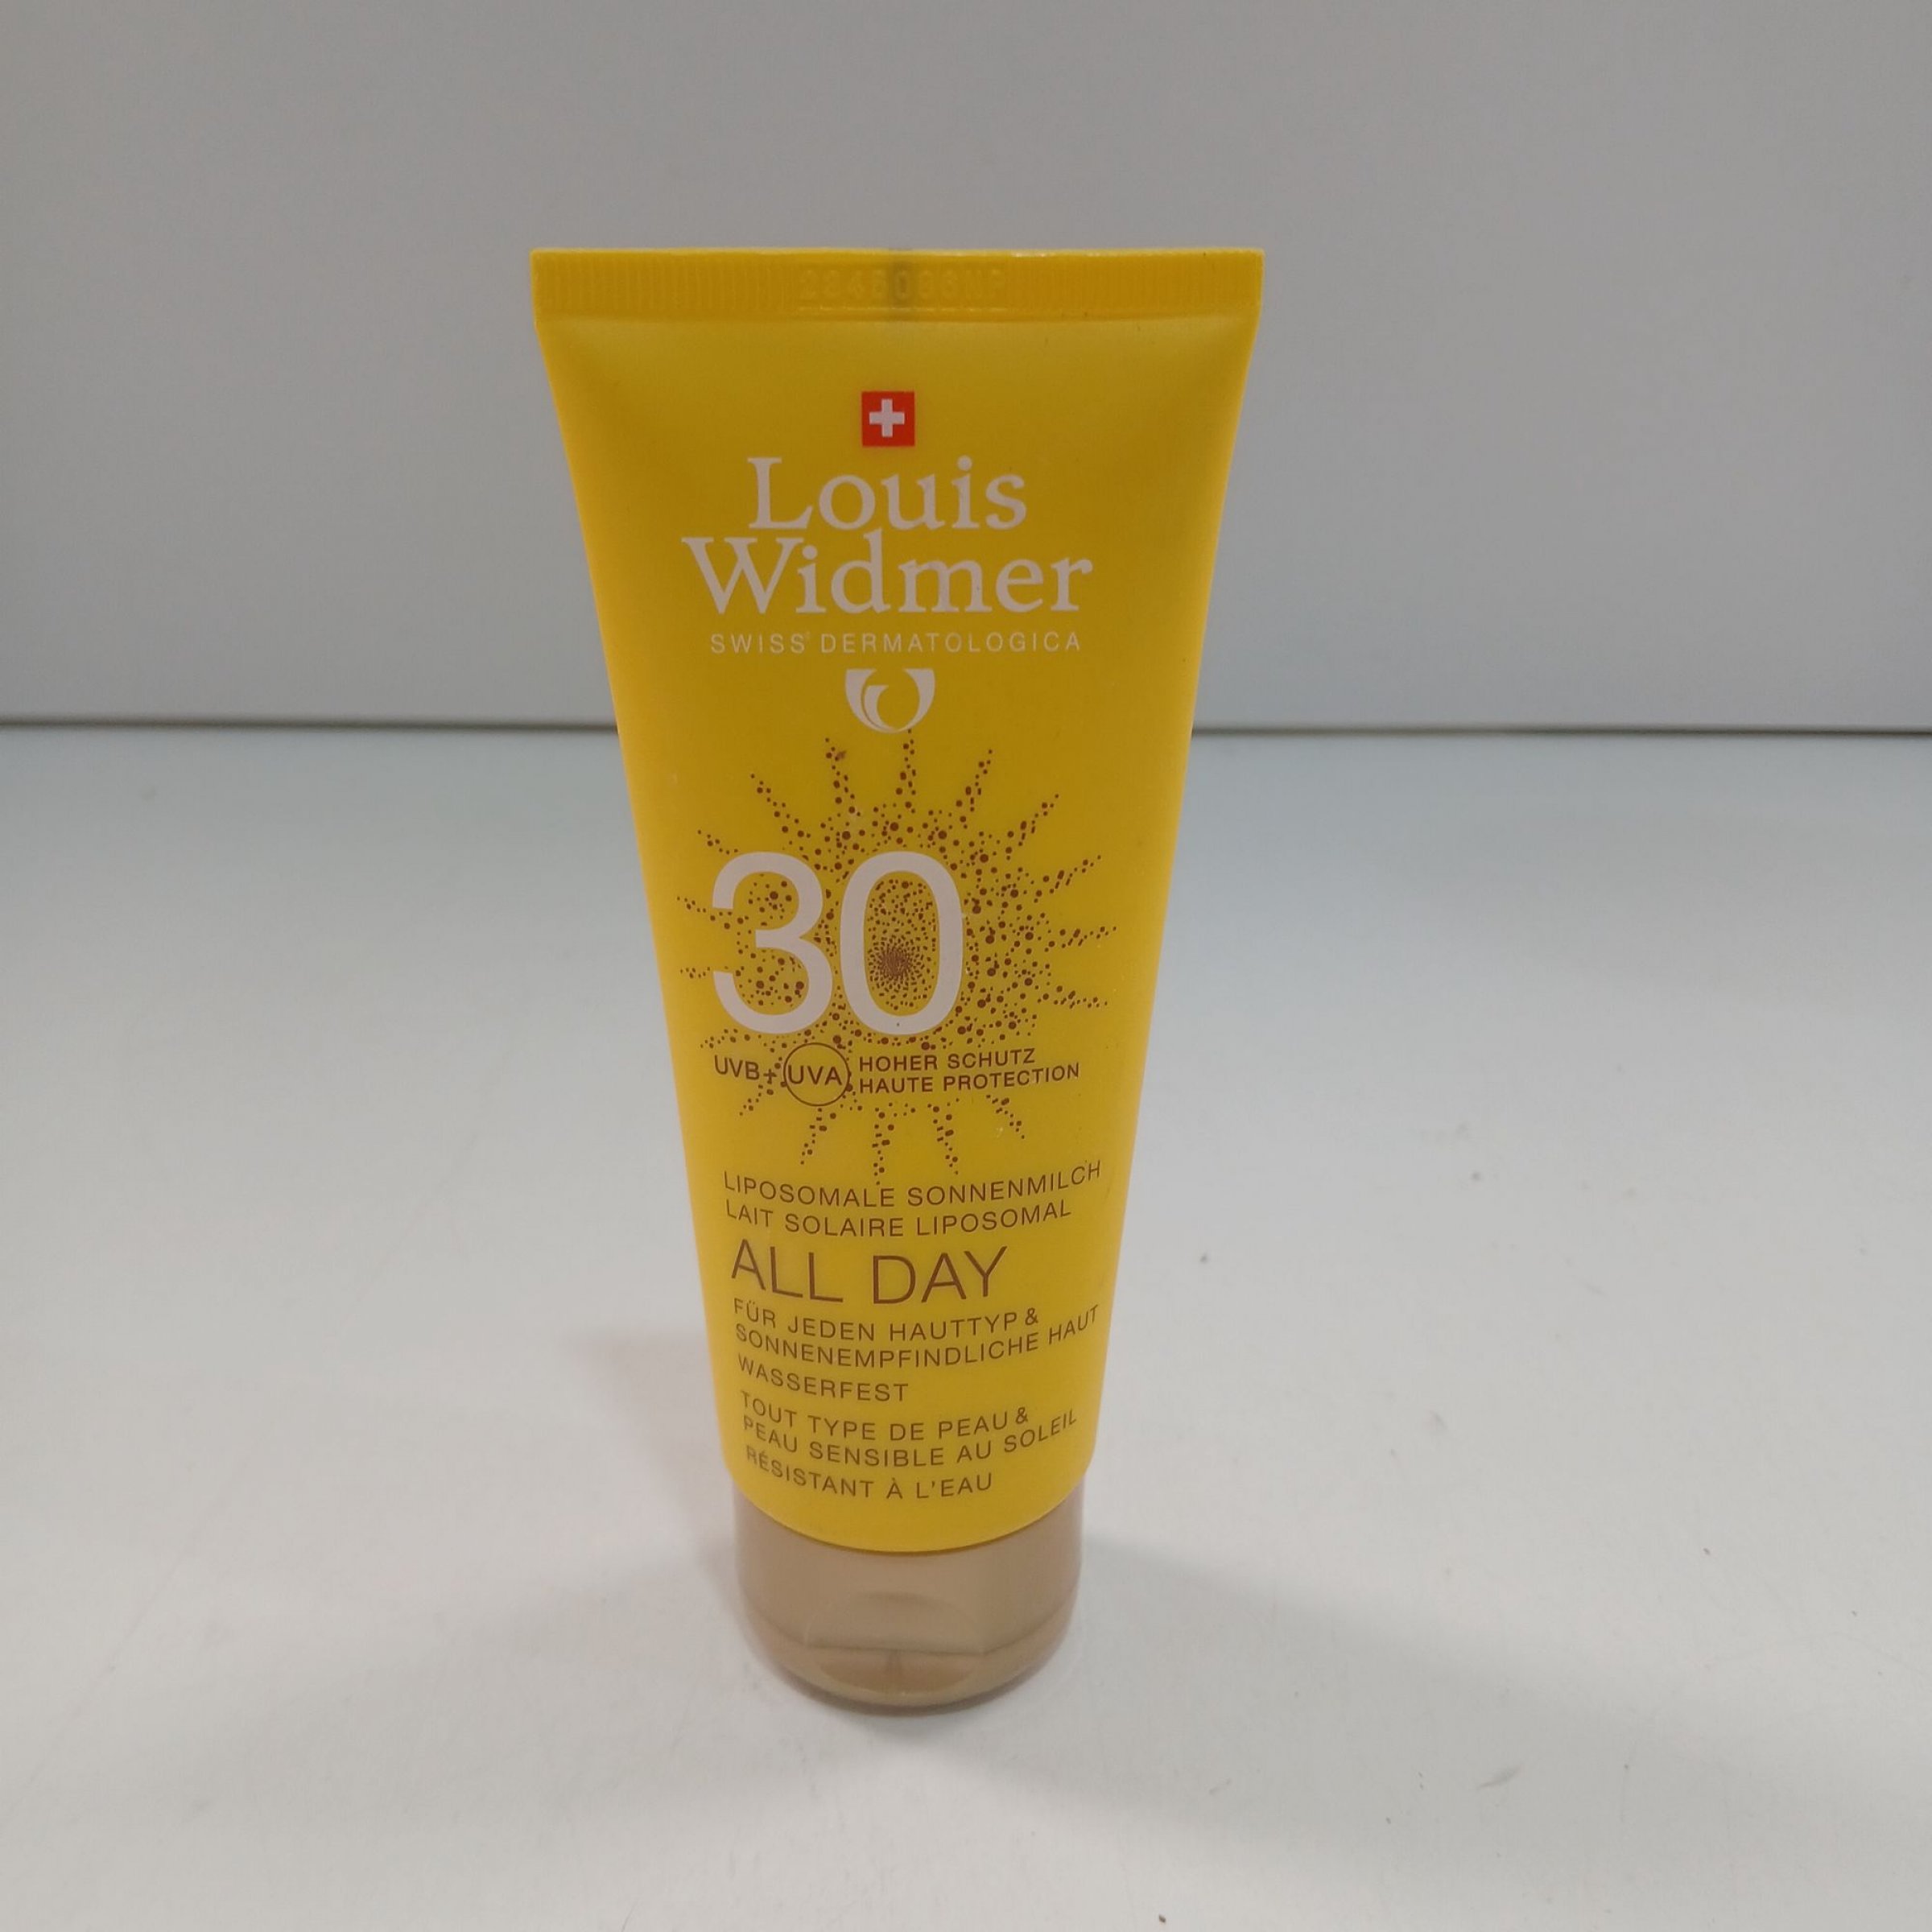 Louis
Widmer
SWISS DERMATOLOGICA
30
UVB+ UVA HOHER SCHUTZ
HAUTE PROTECTION
LIPOSOMALE SONNENMILCH
LAIT SOLAIRE LIPOSOMAL
ALL DAY
FÜR JEDEN HAUTTYP &
SONNENEMPFINDLICHE HAUT
WASSERFEST
TOUT TYPE DE PEAU &
PEAU SENSIBLE AU SOLEIL
RÉSISTANT À L'EAU